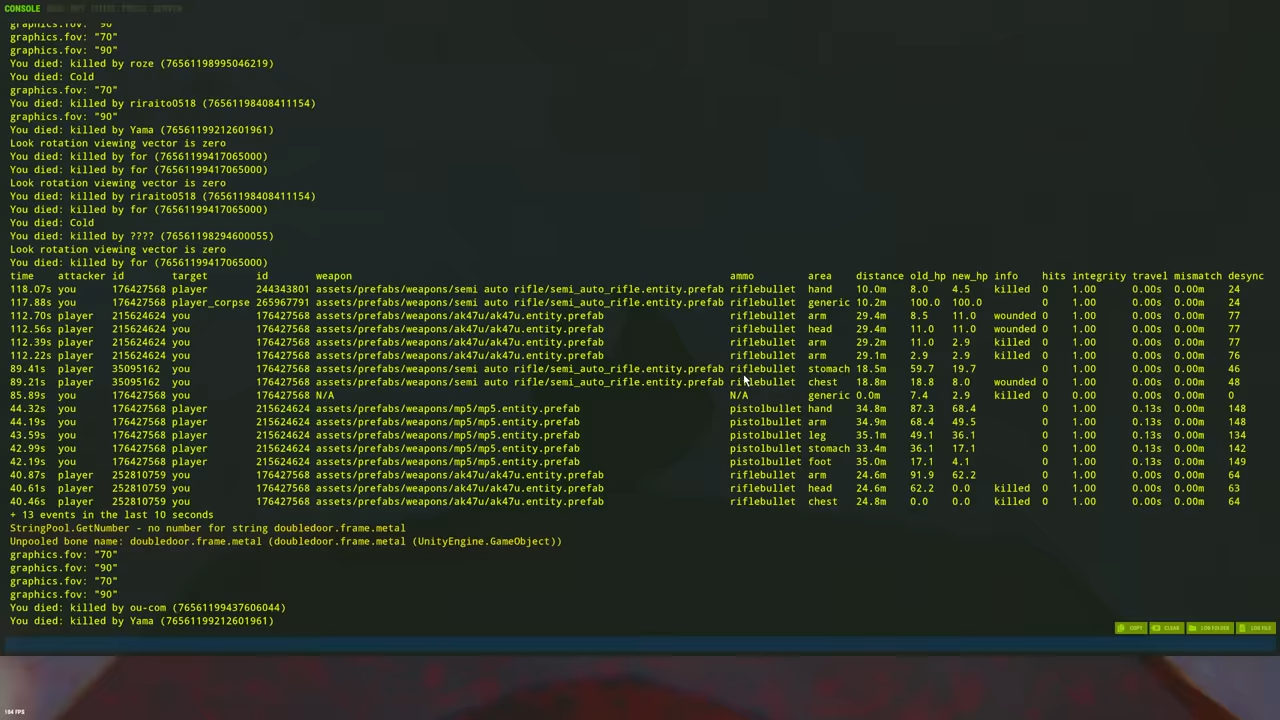 CONSOLE
graphics.fov: "90"
graphics.fov: "70"
graphics.fov: "90"
You died: killed by roze (76561198995046219)
You died: Cold
graphics.fov: "70"
You died: killed by riraito0518 (76561198408411154)
graphics.fov: "90"
You died: killed by Yama (76561199212601961)
Look rotation viewing vector is zero
You died: killed by for (76561199417065000)
You died: killed by for (76561199417065000)
Look rotation viewing vector is zero
You died: killed by riraito0518 (76561198408411154)
You died: killed by for (76561199417065000)
You died: Cold
You died: killed by ???? (76561198294600055)
Look rotation viewing vector is zero
You died: killed by for (76561199417065000)
time attacker id target id weapon ammo area distance old_hp new_hp info hits integrity travel mismatch desync
118.07s you 176427568 player 244343801 assets/prefabs/weapons/semi auto rifle/semi_auto_rifle.entity.prefab riflebullet hand 10.0m 8.0 4.5 killed 0 1.00 0.00s 0.00m 24
117.88s you 176427568 player_corpse 265967791 assets/prefabs/weapons/semi auto rifle/semi_auto_rifle.entity.prefab riflebullet generic 10.2m 100.0 100.0 0 1.00 0.00s 0.00m 24
112.70s player 215624624 you 176427568 assets/prefabs/weapons/ak47u/ak47u.entity.prefab riflebullet arm 29.4m 8.5 11.0 wounded 0 1.00 0.00s 0.00m 77
112.56s player 215624624 you 176427568 assets/prefabs/weapons/ak47u/ak47u.entity.prefab riflebullet head 29.4m 11.0 11.0 wounded 0 1.00 0.00s 0.00m 77
112.39s player 215624624 you 176427568 assets/prefabs/weapons/ak47u/ak47u.entity.prefab riflebullet arm 29.2m 11.0 2.9 killed 0 1.00 0.00s 0.00m 77
112.22s player 215624624 you 176427568 assets/prefabs/weapons/ak47u/ak47u.entity.prefab riflebullet arm 29.1m 2.9 2.9 killed 0 1.00 0.00s 0.00m 76
89.41s player 35095162 you 176427568 assets/prefabs/weapons/semi auto rifle/semi_auto_rifle.entity.prefab riflebullet stomach 18.5m 59.7 19.7 0 1.00 0.00s 0.00m 46
89.21s player 35095162 you 176427568 assets/prefabs/weapons/semi auto rifle/semi_auto_rifle.entity.prefab riflebullet chest 18.8m 18.8 8.0 wounded 0 1.00 0.00s 0.00m 48
85.89s you 176427568 you 176427568 N/A N/A generic 0.0m 7.4 2.9 killed 0 0.00 0.00s 0.00m 0
44.32s you 176427568 player 215624624 assets/prefabs/weapons/mp5/mp5.entity.prefab pistolbullet hand 34.8m 87.3 68.4 0 1.00 0.13s 0.00m 148
44.19s you 176427568 player 215624624 assets/prefabs/weapons/mp5/mp5.entity.prefab pistolbullet arm 34.9m 68.4 49.5 0 1.00 0.13s 0.00m 148
43.59s you 176427568 player 215624624 assets/prefabs/weapons/mp5/mp5.entity.prefab pistolbullet leg 35.1m 49.1 36.1 0 1.00 0.13s 0.00m 134
42.99s you 176427568 player 215624624 assets/prefabs/weapons/mp5/mp5.entity.prefab pistolbullet stomach 33.4m 36.1 17.1 0 1.00 0.13s 0.00m 142
42.19s you 176427568 player 215624624 assets/prefabs/weapons/mp5/mp5.entity.prefab pistolbullet foot 35.0m 17.1 4.1 0 1.00 0.13s 0.00m 149
40.87s player 252810759 you 176427568 assets/prefabs/weapons/ak47u/ak47u.entity.prefab riflebullet arm 24.6m 91.9 62.2 0 1.00 0.00s 0.00m 64
40.61s player 252810759 you 176427568 assets/prefabs/weapons/ak47u/ak47u.entity.prefab riflebullet head 24.6m 62.2 0.0 killed 0 1.00 0.00s 0.00m 63
40.46s player 252810759 you 176427568 assets/prefabs/weapons/ak47u/ak47u.entity.prefab riflebullet chest 24.8m 0.0 0.0 killed 0 1.00 0.00s 0.00m 64
+ 13 events in the last 10 seconds
StringPool.GetNumber - no number for string doubledoor.frame.metal
Unpooled bone name: doubledoor.frame.metal (doubledoor.frame.metal (UnityEngine.GameObject))
graphics.fov: "70"
graphics.fov: "90"
graphics.fov: "70"
graphics.fov: "90"
You died: killed by ou-com (76561199437606044)
You died: killed by Yama (76561199212601961)
COPY CLEAR LOG FOLDER LOG FILE
164 FPS